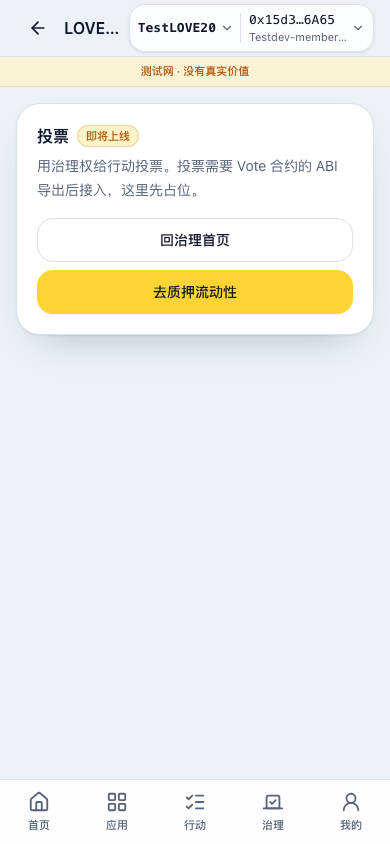 LOVE...
TestLOVE20
0x15d3…6A65
Testdev-member...
测试网 · 没有真实价值
投票
即将上线
用治理权给行动投票。投票需要 Vote 合约的 ABI
导出后接入，这里先占位。
回治理首页
去质押流动性
首页
应用
行动
治理
我的